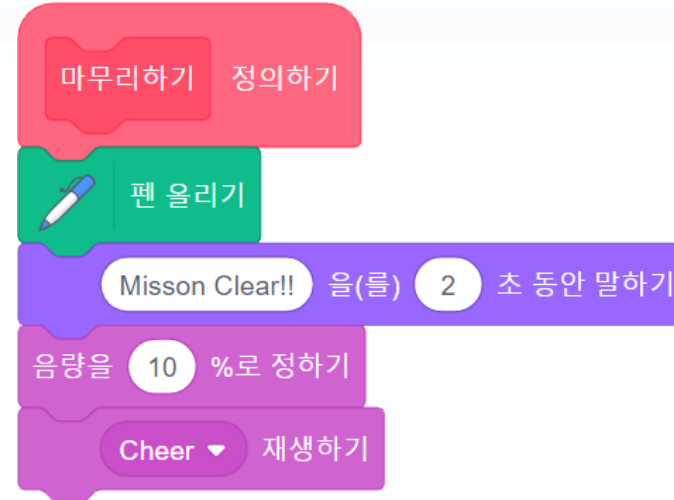 마무리하기 정의하기
펜 올리기
Misson Clear!! 을(를) 2 초 동안 말하기
음량을 10 %로 정하기
Cheer 재생하기